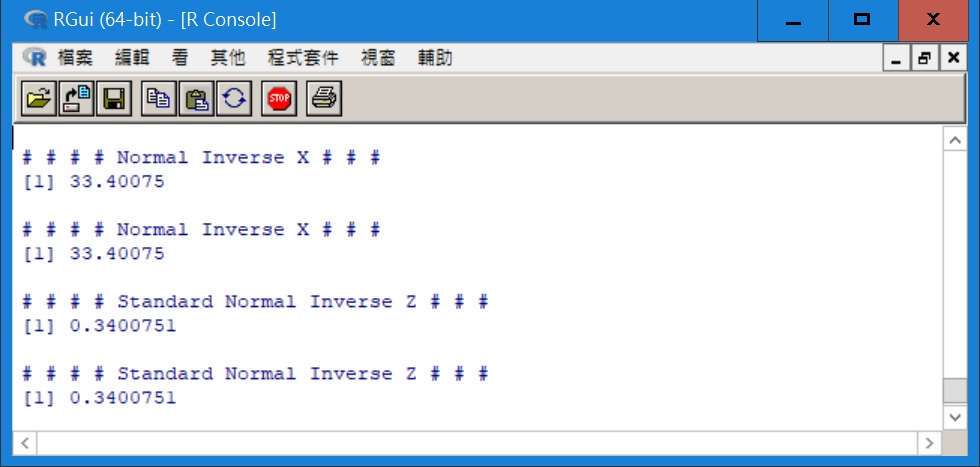 RGui (64-bit) - [R Console]
檔案 編輯 看 其他 程式套件 視窗 輔助
STOP
# # # # Normal Inverse X # # #
[1] 33.40075
# # # # Normal Inverse X # # #
[1] 33.40075
# # # # Standard Normal Inverse Z # # #
[1] 0.3400751
# # # # Standard Normal Inverse Z # # #
[1] 0.3400751